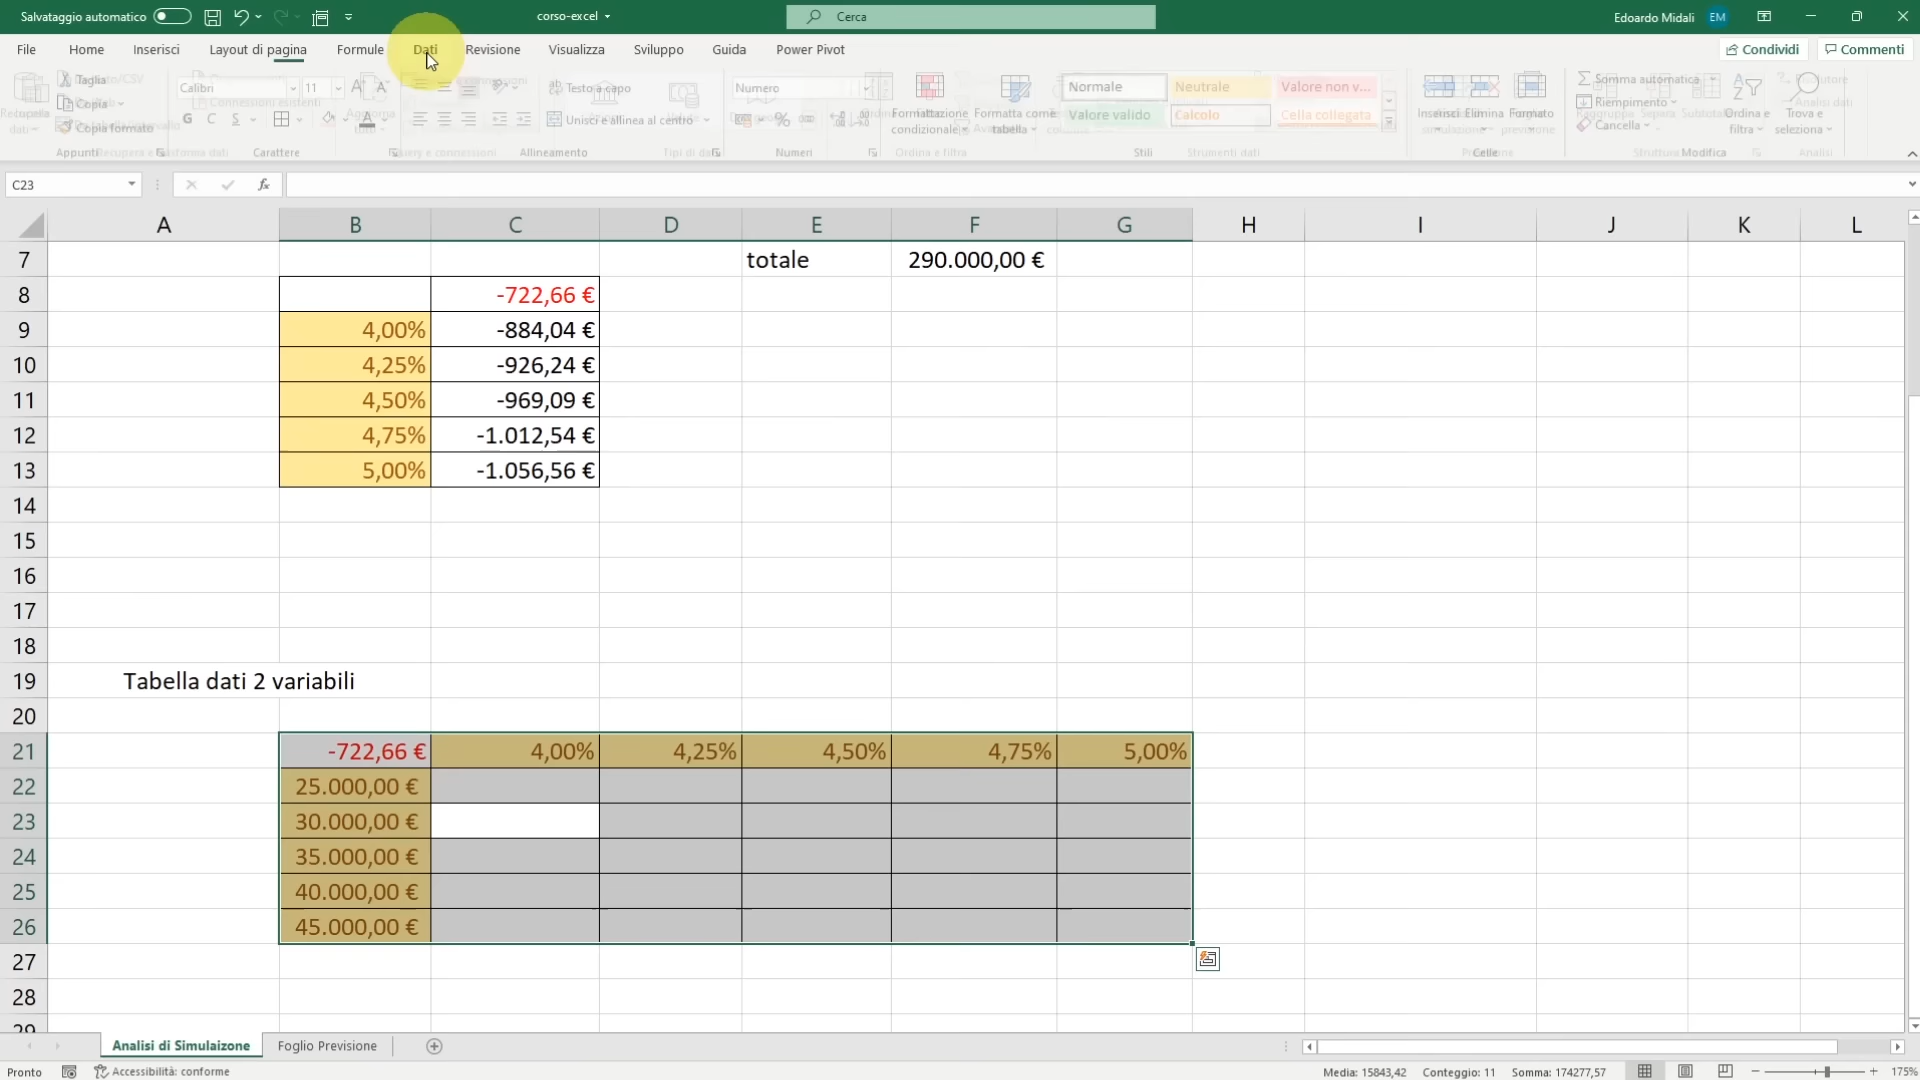 Salvataggio automatico
corso-excel
Cerca
Edoardo Midali
EM
File
Home
Inserisci
Layout di pagina
Formule
Dati
Revisione
Visualizza
Sviluppo
Guida
Power Pivot
Condividi
Commenti
Taglia
Copia
Copia formato
Appunti
Calibri
11
G C S
Carattere
Testo a capo
Unisci e allinea al centro
Allineamento
Numero
Numeri
Formattazione condizionale
Formatta come tabella
Normale
Neutrale
Valore non v...
Valore valido
Calcolo
Cella collegata
Stili
Inserisci
Elimina
Formato
Celle
Somma automatica
Riempimento
Cancella
Ordina e filtra
Trova e seleziona
Modifica
C23
fx
A B C D E F G H I J K L
7 totale 290.000,00 €
8 -722,66 €
9 4,00% -884,04 €
10 4,25% -926,24 €
11 4,50% -969,09 €
12 4,75% -1.012,54 €
13 5,00% -1.056,56 €
14
15
16
17
18
19 Tabella dati 2 variabili
20
21 -722,66 € 4,00% 4,25% 4,50% 4,75% 5,00%
22 25.000,00 €
23 30.000,00 €
24 35.000,00 €
25 40.000,00 €
26 45.000,00 €
27
28
29
Analisi di Simulaizone
Foglio Previsione
Pronto
Accessibilità: conforme
Media: 15843,42
Conteggio: 11
Somma: 174277,57
175%